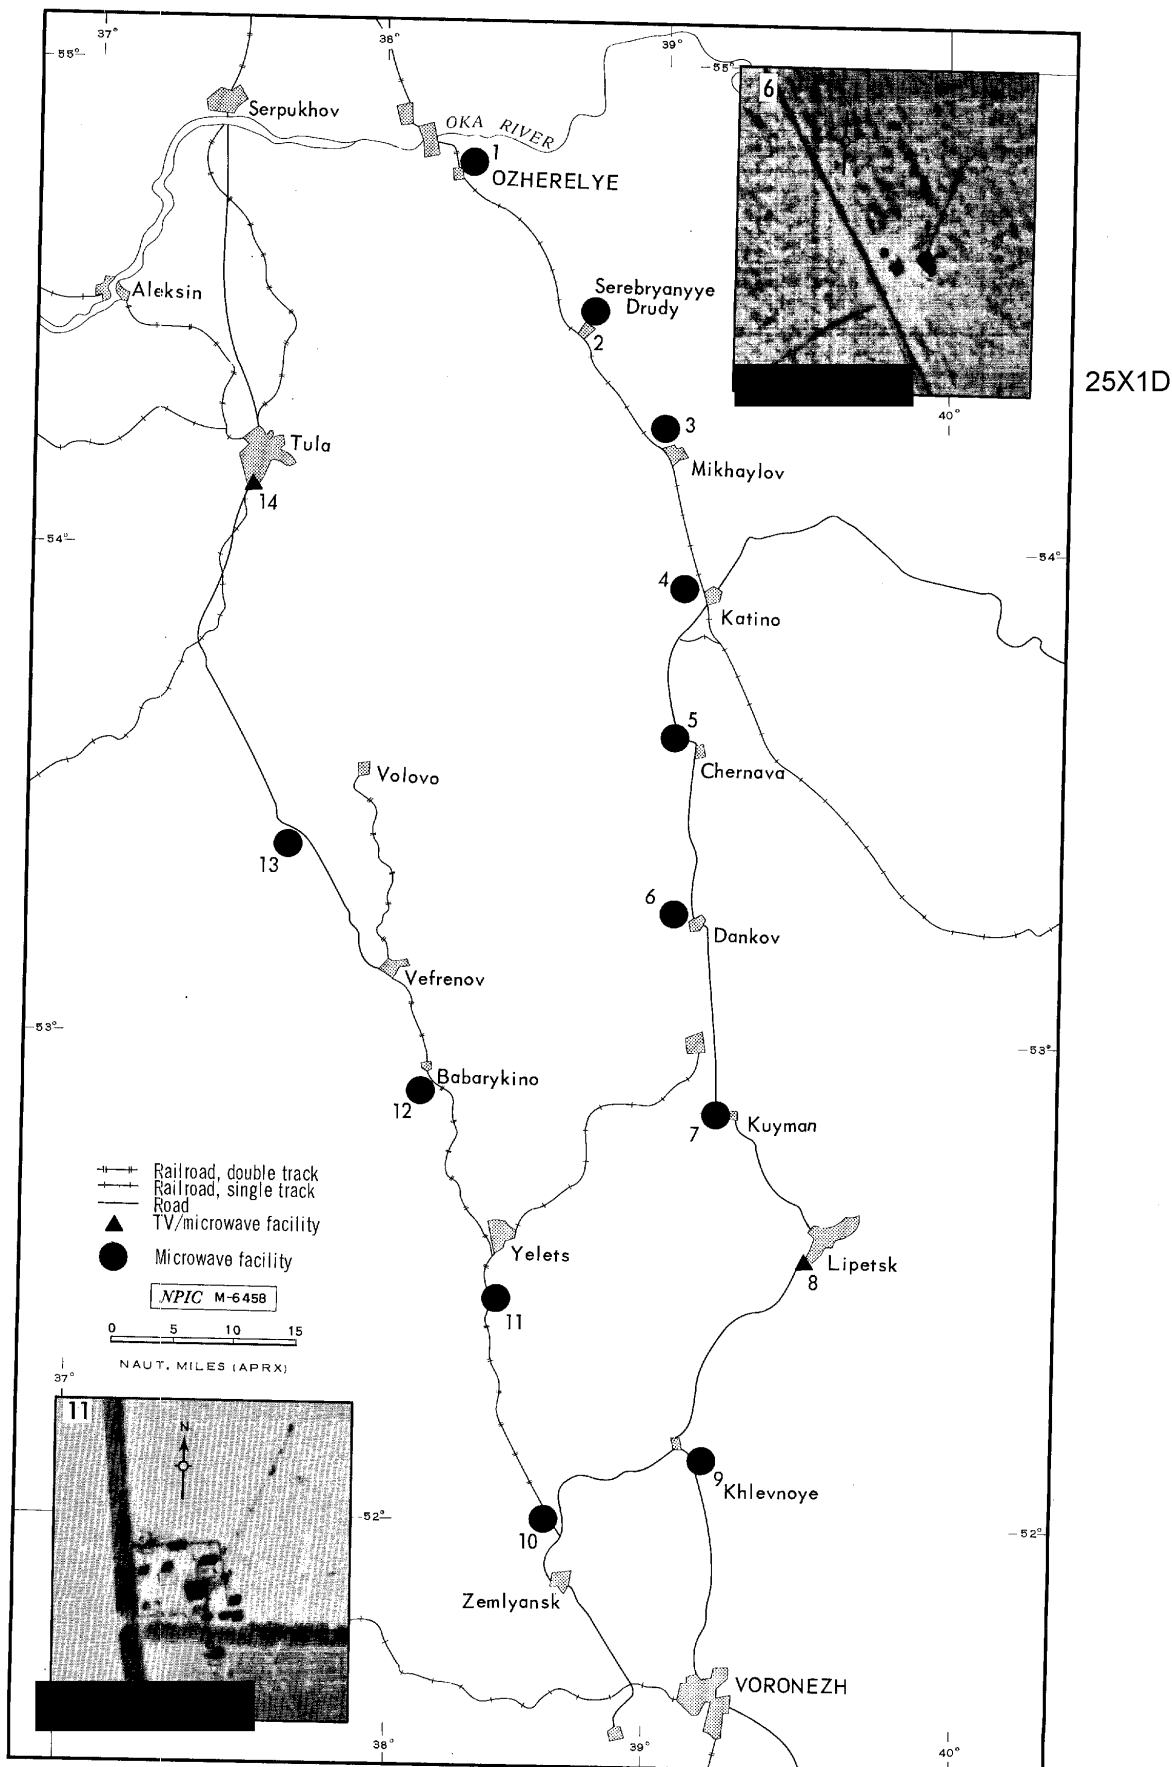 37°
38°
39°
55°
55°
6
Serpukhov
OKA RIVER
1
OZHERELYE
Aleksin
Serebryanyye
Drudy
2
25X1D
40°
3
Tula
Mikhaylov
14
54°
54°
4
Katino
5
Chernava
Volovo
13
6
Dankov
Vefrenov
53°
53°
Babarykino
12
7
Kuyman
Railroad, double track
Railroad, single track
Road
TV/microwave facility
Microwave facility
Yelets
Lipetsk
8
NPIC M-6458
11
0 5 10 15
NAUT. MILES (APRX)
37°
11
N
9
Khlevnoye
52°
52°
10
Zemlyansk
VORONEZH
38°
39°
40°